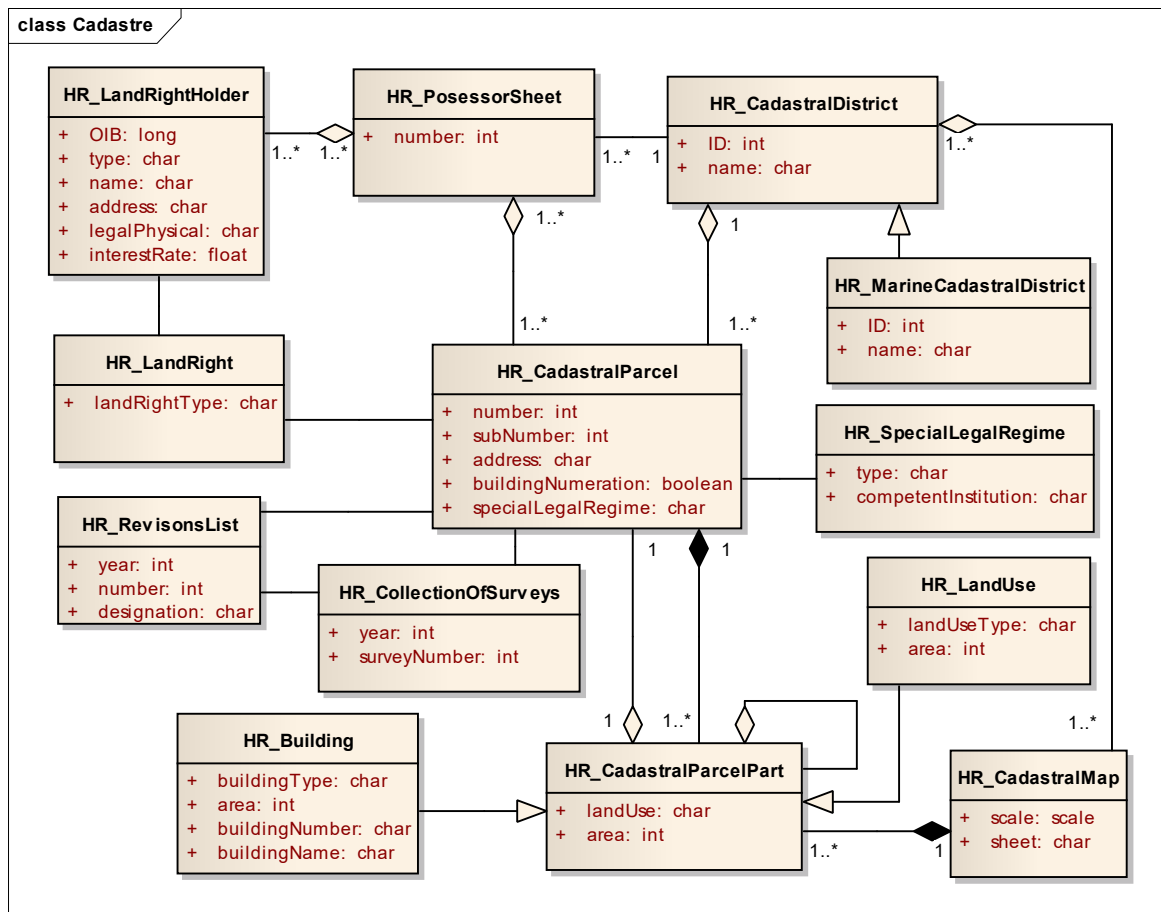 class Cadastre
HR_LandRightHolder
+ OIB: long
+ type: char
+ name: char
+ address: char
+ legalPhysical: char
+ interestRate: float
1..*
1..*
HR_PosessorSheet
+ number: int
1..*
1
1..*
1..*
HR_CadastralDistrict
+ ID: int
+ name: char
1..*
1
1..*
HR_MarineCadastralDistrict
+ ID: int
+ name: char
HR_LandRight
+ landRightType: char
HR_CadastralParcel
+ number: int
+ subNumber: int
+ address: char
+ buildingNumeration: boolean
+ specialLegalRegime: char
1
1
HR_SpecialLegalRegime
+ type: char
+ competentInstitution: char
HR_RevisonsList
+ year: int
+ number: int
+ designation: char
HR_CollectionOfSurveys
+ year: int
+ surveyNumber: int
HR_LandUse
+ landUseType: char
+ area: int
HR_Building
+ buildingType: char
+ area: int
+ buildingNumber: char
+ buildingName: char
1
1..*
HR_CadastralParcelPart
+ landUse: char
+ area: int
1..*
1
1..*
HR_CadastralMap
+ scale: scale
+ sheet: char